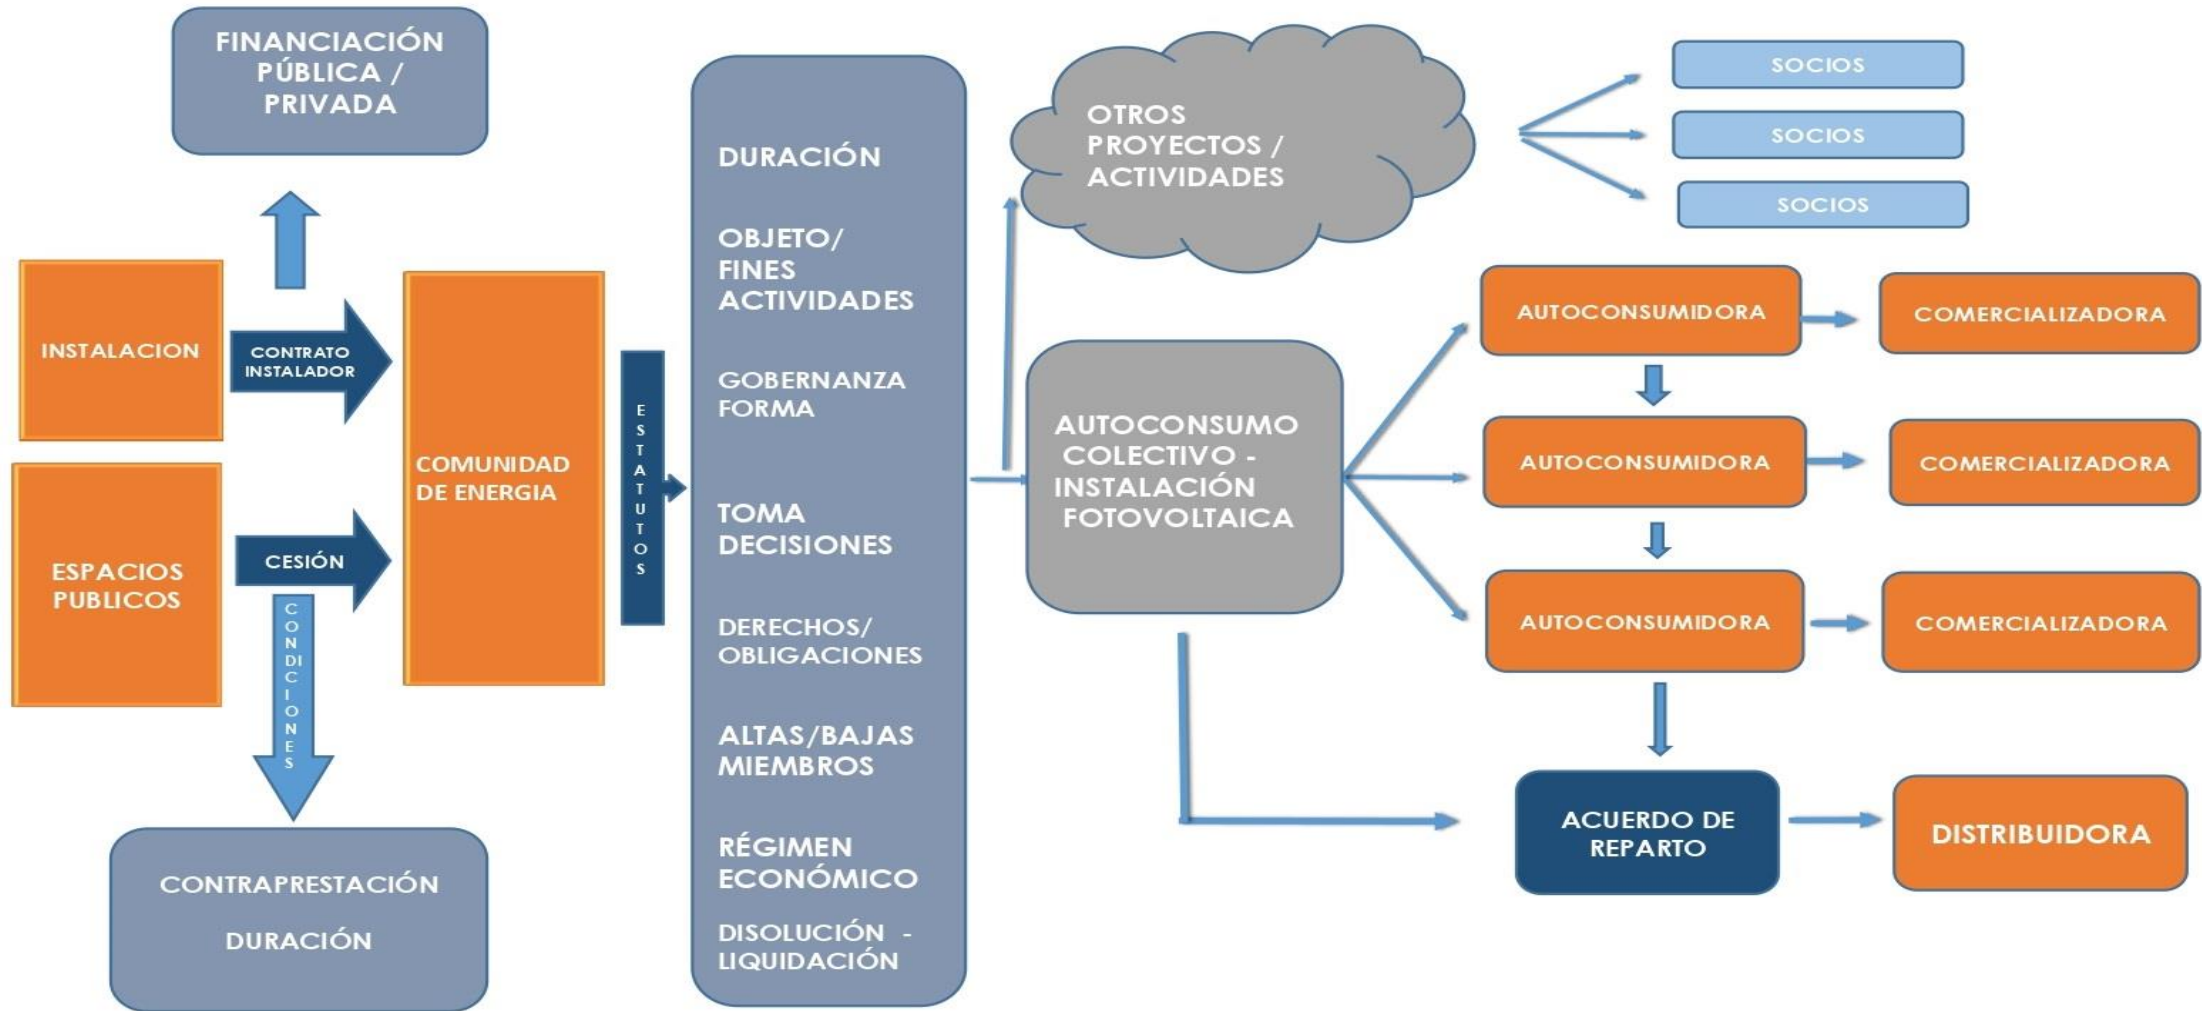 FINANCIACIÓN
PÚBLICA /
PRIVADA
INSTALACION
CONTRATO
INSTALADOR
ESPACIOS
PUBLICOS
CESIÓN
CONDICIONES
CONTRAPRESTACIÓN
DURACIÓN
COMUNIDAD
DE ENERGIA
ESTATUTOS
DURACIÓN
OBJETO/
FINES
ACTIVIDADES
GOBERNANZA
FORMA
TOMA
DECISIONES
DERECHOS/
OBLIGACIONES
ALTAS/BAJAS
MIEMBROS
RÉGIMEN
ECONÓMICO
DISOLUCIÓN -
LIQUIDACIÓN
OTROS
PROYECTOS /
ACTIVIDADES
SOCIOS
SOCIOS
SOCIOS
AUTOCONSUMO
COLECTIVO -
INSTALACIÓN
FOTOVOLTAICA
AUTOCONSUMIDORA
COMERCIALIZADORA
AUTOCONSUMIDORA
COMERCIALIZADORA
AUTOCONSUMIDORA
COMERCIALIZADORA
ACUERDO DE
REPARTO
DISTRIBUIDORA